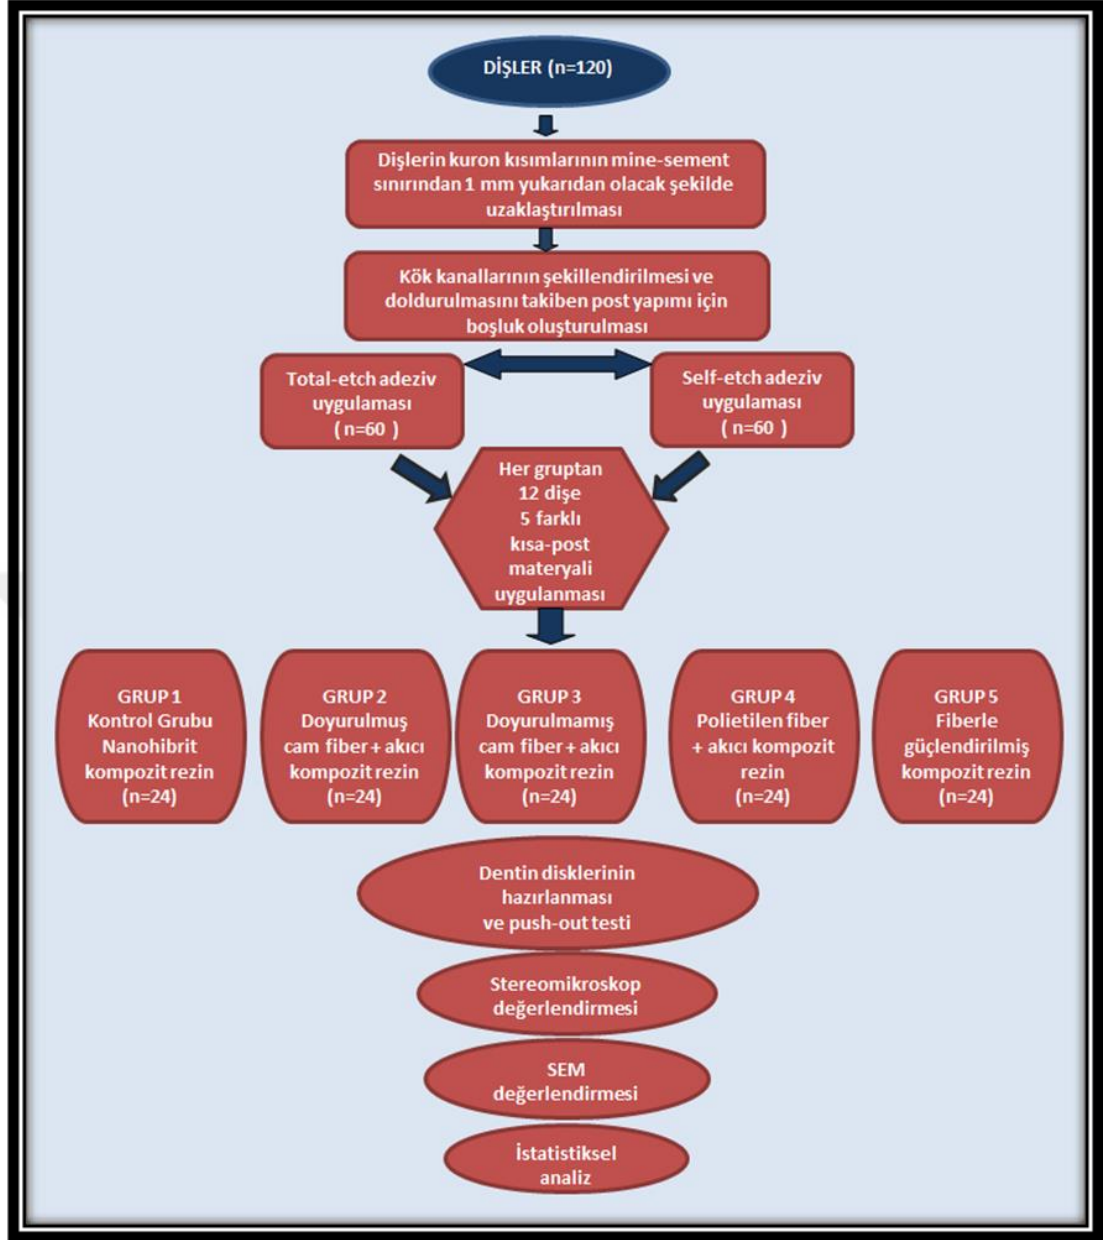 DİŞLER (n=120)
Dişlerin kuron kısımlarının mine-sement
sınırından 1 mm yukarıdan olacak şekilde
uzaklaştırılması
Kök kanallarının şekillendirilmesi ve
doldurulmasını takiben post yapımı için
boşluk oluşturulması
Total-etch adeziv
uygulaması
( n=60 )
Self-etch adeziv
uygulaması
( n=60 )
Her gruptan
12 dişe
5 farklı
kısa-post
materyali
uygulanması
GRUP 1
Kontrol Grubu
Nanohibrit
kompozit rezin
(n=24)
GRUP 2
Doyurulmuş
cam fiber + akıcı
kompozit rezin
(n=24)
GRUP 3
Doyurulmamış
cam fiber + akıcı
kompozit rezin
(n=24)
GRUP 4
Polietilen fiber
+ akıcı kompozit
rezin
(n=24)
GRUP 5
Fiberle
güçlendirilmiş
kompozit rezin
(n=24)
Dentin disklerinin
hazırlanması
ve push-out testi
Stereomikroskop
değerlendirmesi
SEM
değerlendirmesi
İstatistiksel
analiz